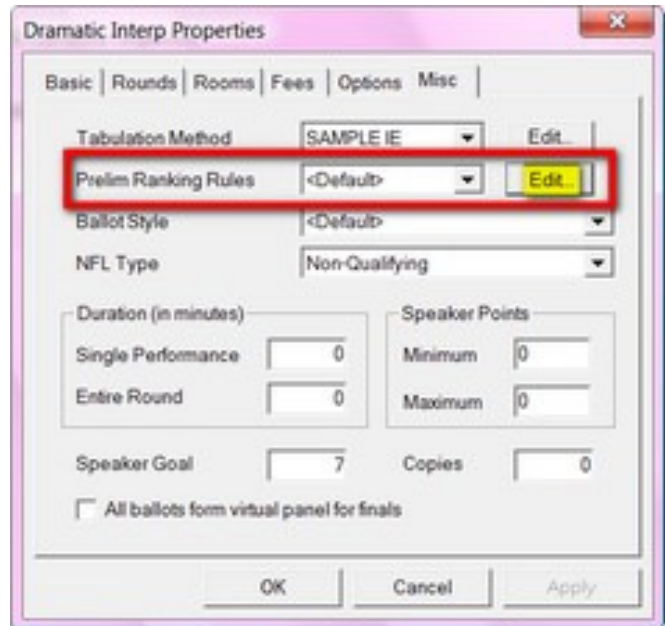 Dramatic Interp Properties
Basic Rounds Rooms Fees Options Misc
Tabulation Method SAMPLE IE Edit...
Prelim Ranking Rules <Default> Edit...
Ballot Style <Default>
NFL Type Non-Qualifying
Duration (in minutes) Speaker Points
Single Performance 0 Minimum 0
Entire Round 0 Maximum 0
Speaker Goal 7 Copies 0
All ballots form virtual panel for finals
OK Cancel Apply